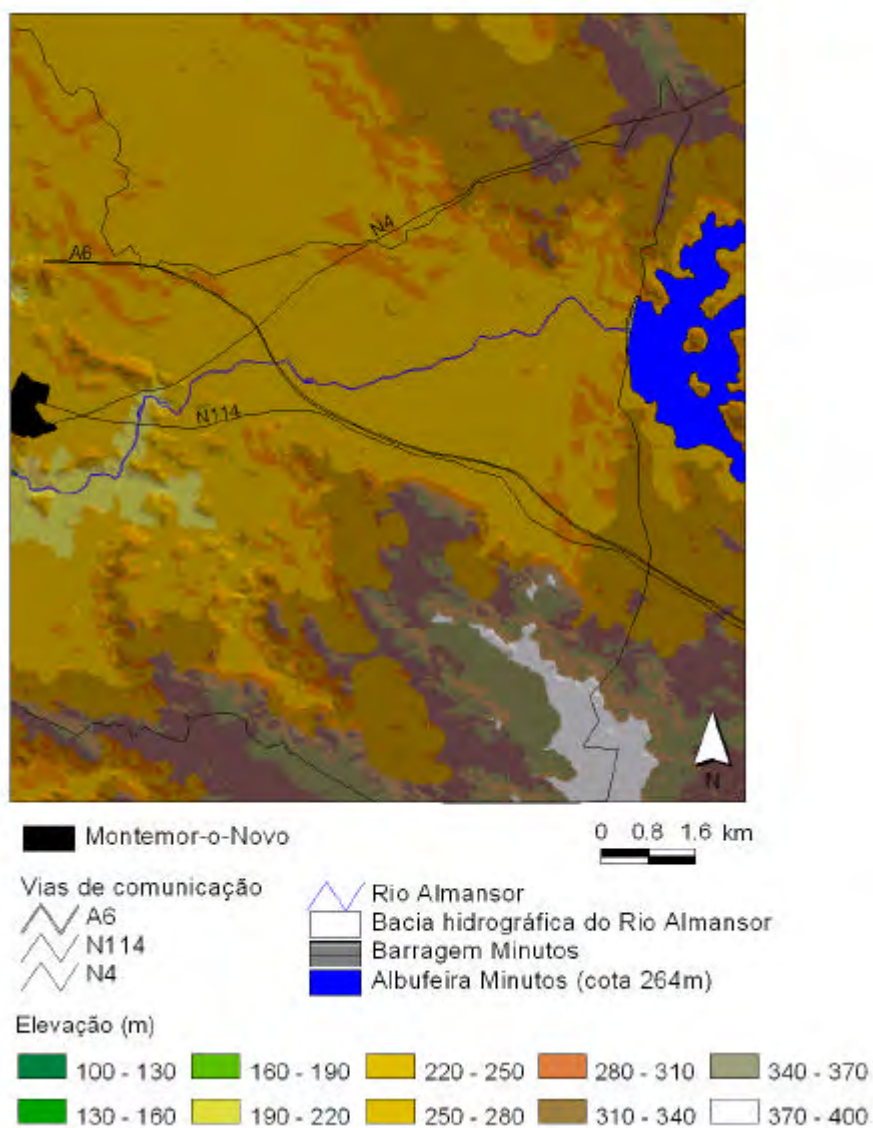 A6
N4
N114
N
Montemor-o-Novo
0 0.8 1.6 km
Vias de comunicação
A6
N114
N4
Rio Almansor
Bacia hidrográfica do Rio Almansor
Barragem Minutos
Albufeira Minutos (cota 264m)
Elevação (m)
100 - 130 160 - 190 220 - 250 280 - 310 340 - 370
130 - 160 190 - 220 250 - 280 310 - 340 370 - 400